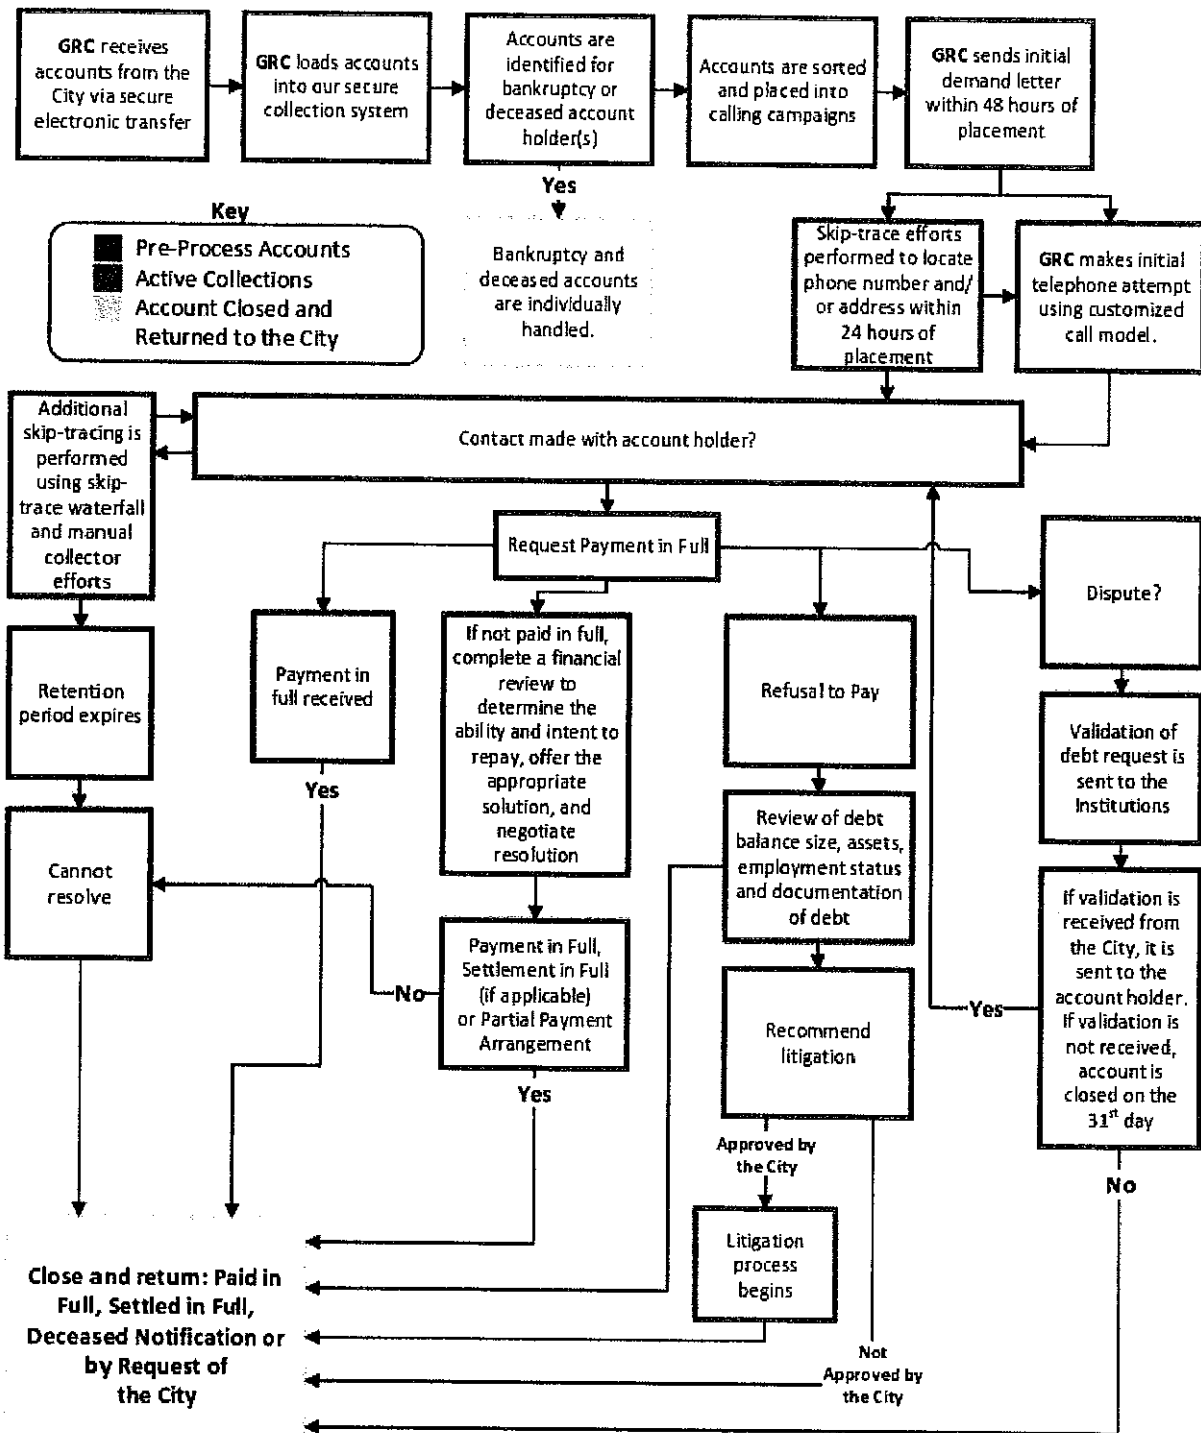 GRC receives
accounts from the
City via secure
electronic transfer
GRC loads accounts
into our secure
collection system
Accounts are
identified for
bankruptcy or
deceased account
holder(s)
Accounts are sorted
and placed into
calling campaigns
GRC sends initial
demand letter
within 48 hours of
placement
Yes
Key
Pre-Process Accounts
Active Collections
Account Closed and
Returned to the City
Bankruptcy and
deceased accounts
are individually
handled.
Skip-trace efforts
performed to locate
phone number and/
or address within
24 hours of
placement
GRC makes initial
telephone attempt
using customized
call model.
Additional
skip-tracing is
performed
using skip-
trace waterfall
and manual
collector
efforts
Contact made with account holder?
Request Payment in Full
Dispute?
Retention
period expires
Payment in
full received
If not paid in full,
complete a financial
review to
determine the
ability and intent to
repay, offer the
appropriate
solution, and
negotiate
resolution
Refusal to Pay
Validation of
debt request is
sent to the
Institutions
Yes
Cannot
resolve
Review of debt
balance size, assets,
employment status
and documentation
of debt
If validation is
received from
the City, it is
sent to the
account holder.
If validation is
not received,
account is
closed on the
31st day
No
Payment in Full,
Settlement in Full
(if applicable)
or Partial Payment
Arrangement
Recommend
litigation
Yes
Yes
Approved by
the City
No
Litigation
process
begins
Close and return: Paid in
Full, Settled in Full,
Deceased Notification or
by Request of
the City
Not
Approved by
the City